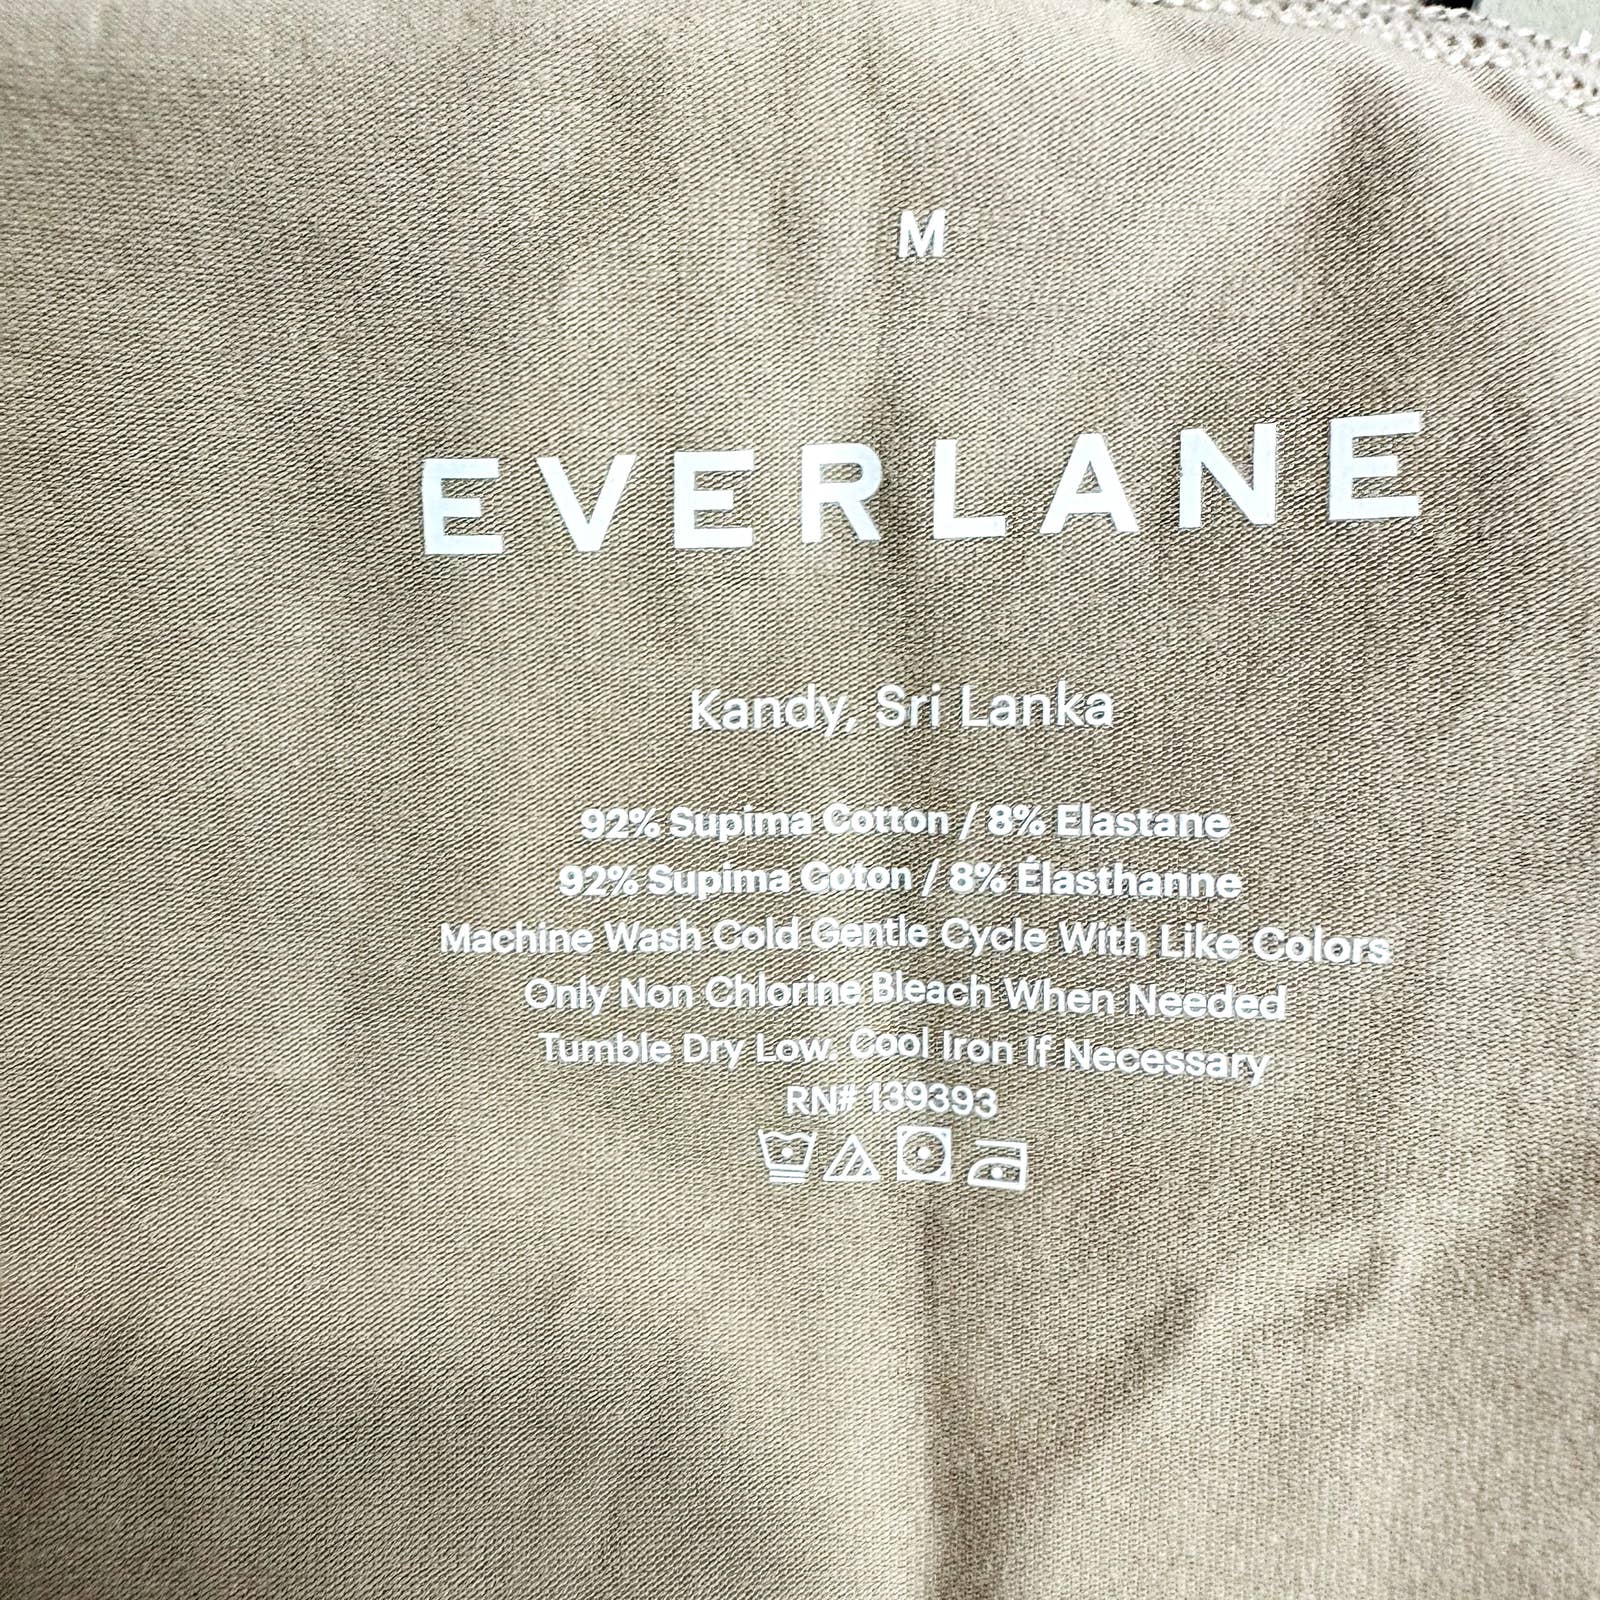 M
EVERLANE
Kandy, Sri Lanka
92% Supima Cotton / 8% Elastane
92% Supima Coton / 8% Élasthanne
Machine Wash Cold Gentle Cycle With Like Colors
Only Non Chlorine Bleach When Needed
Tumble Dry Low. Cool Iron If Necessary
RN# 139393